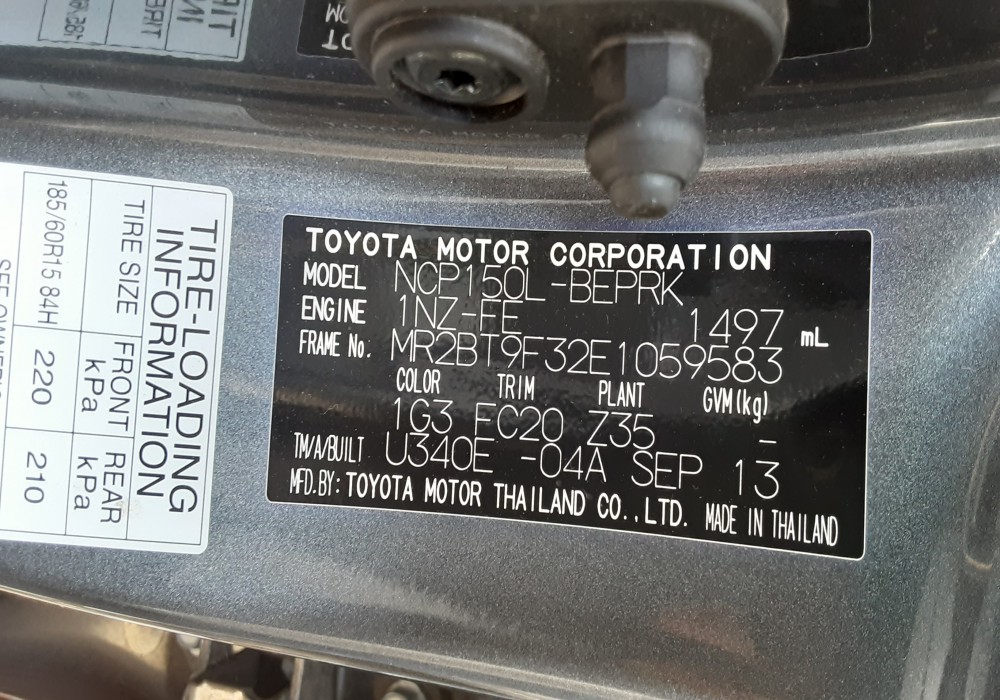 TOYOTA MOTOR CORPORATION
MODEL NCP150L-BEPRK
ENGINE 1NZ-FE 1497 mL
FRAME No. MR2BT9F32E1059583
COLOR TRIM PLANT GVM(kg)
1G3 FC20 Z35 –
TM/A/BUILT U340E -04A SEP 13
MFD.BY: TOYOTA MOTOR THAILAND CO.,LTD. MADE IN THAILAND
TIRE-LOADING
INFORMATION
TIRE SIZE FRONT kPa REAR kPa
185/60R15 84H 220 210